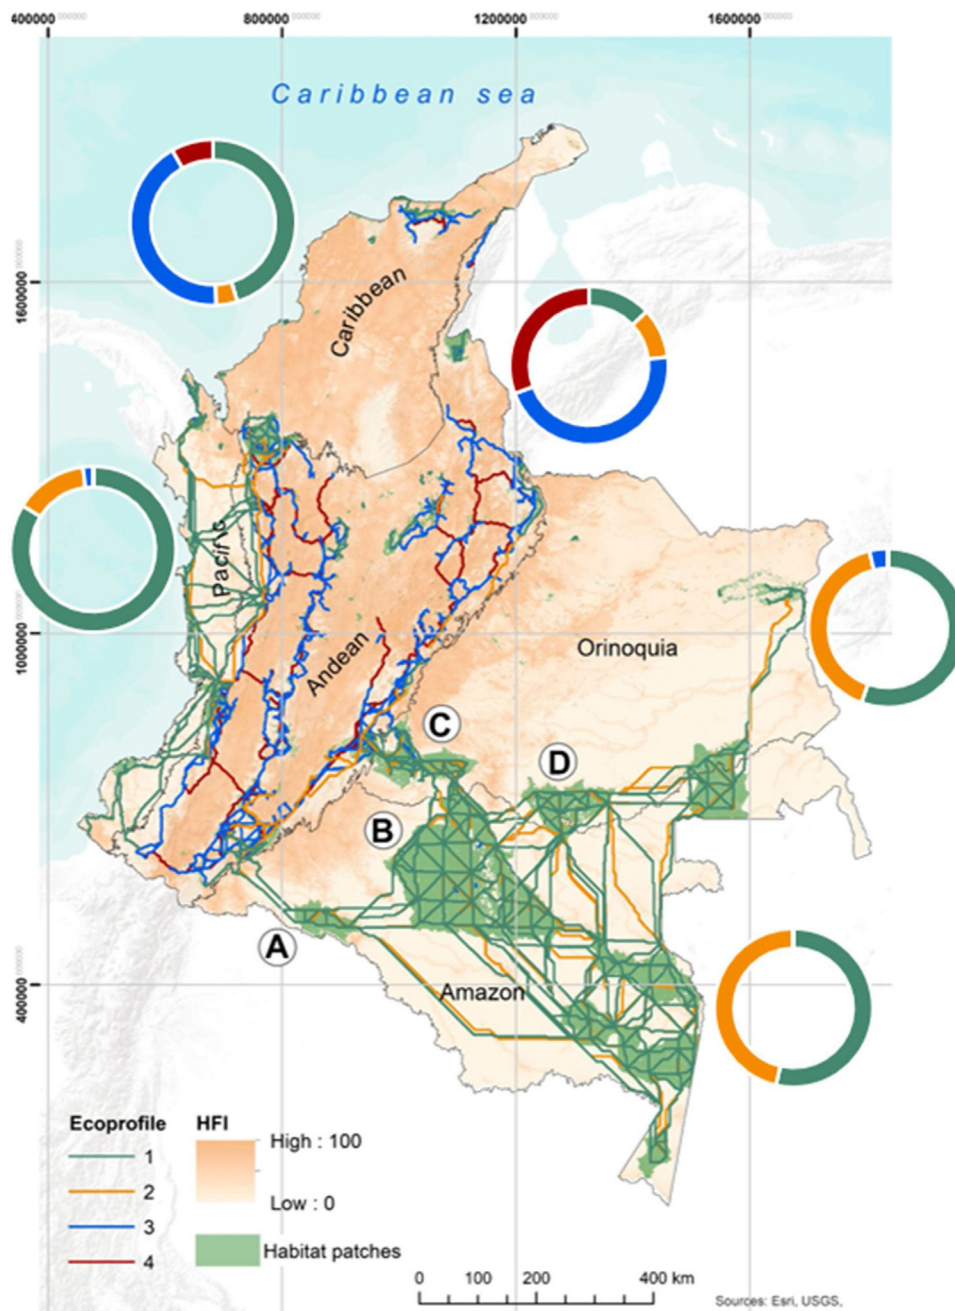 400000 800000 1200000 1600000
Caribbean sea
1600000
Caribbean
Pacific
1000000
Andean
Orinoquia
C
D
B
A
400000
Amazon
Ecoprofile
HFI
1
High : 100
2
Low : 0
3
4
Habitat patches
0 100 200 400 km
Sources: Esri, USGS,